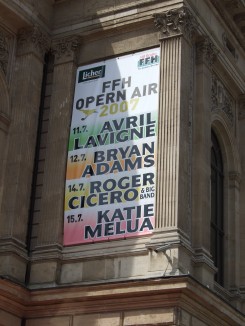 Licher
FFH
FFH
OPERN AIR
2007
11.7. AVRIL
LAVIGNE
12.7. BRYAN
ADAMS
14.7. ROGER
CICERO & BIG BAND
15.7. KATIE
MELUA